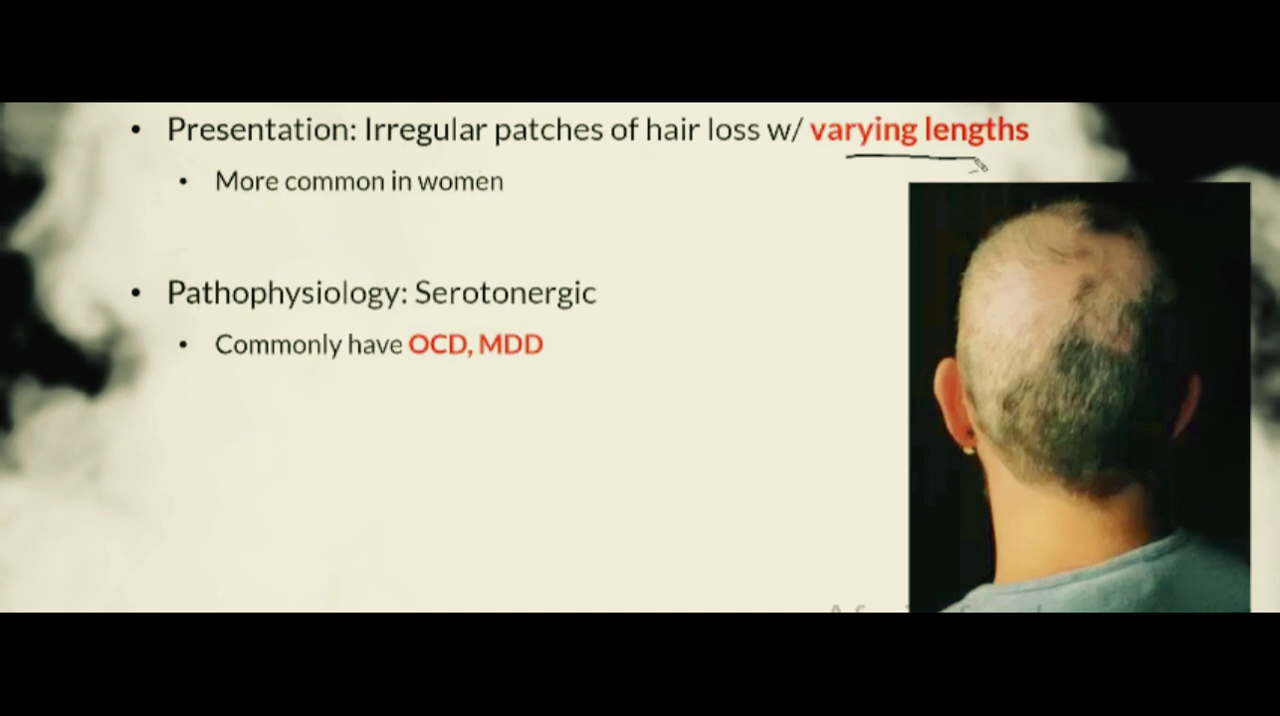 • Presentation: Irregular patches of hair loss w/ varying lengths
• More common in women
• Pathophysiology: Serotonergic
• Commonly have OCD, MDD